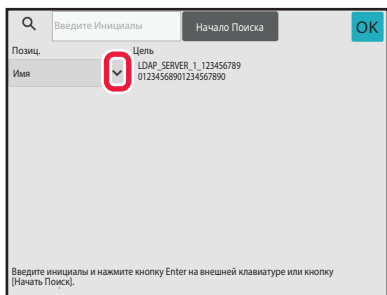 Введите Инициалы
Начало Поиска
OK
Позиц.
Цель
Имя
LDAP_SERVER_1_123456789
01234568901234567890
Введите инициалы и нажмите кнопку Enter на внешней клавиатуре или кнопку
[Начать Поиск].